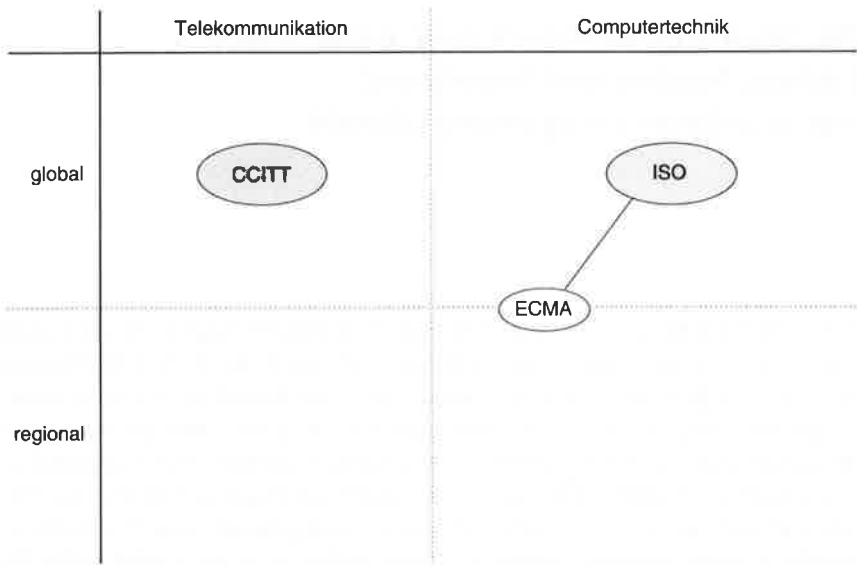 Telekommunikation Computertechnik
global CCITT ISO
ECMA
regional